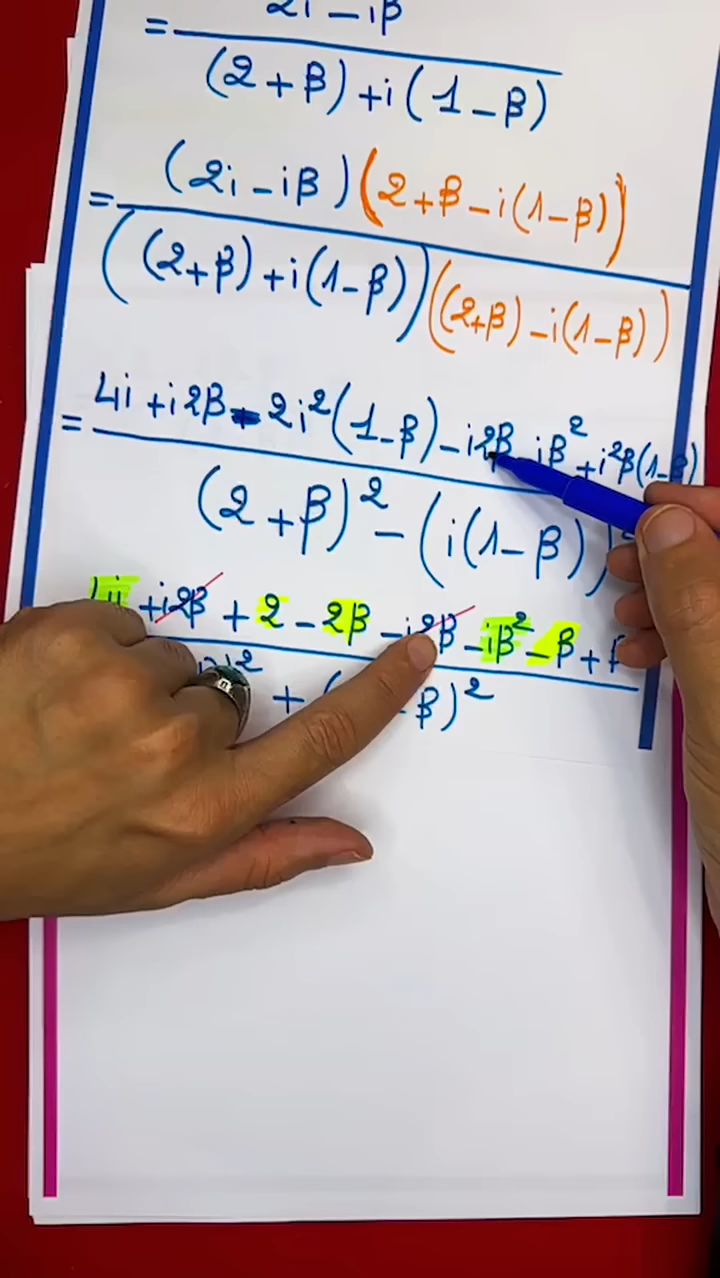 2i - iβ
= (2+β) + i(1-β)
(2i - iβ)(2+β - i(1-β))
= ((2+β) + i(1-β))((2+β) - i(1-β))
4i + i2β - 2i²(1-β) - i2β - iβ² + i²β(1-β)
= (2+β)² - (i(1-β))
4i + i2β + 2 - 2β - i2β - iβ² - β +
² + ( β)²